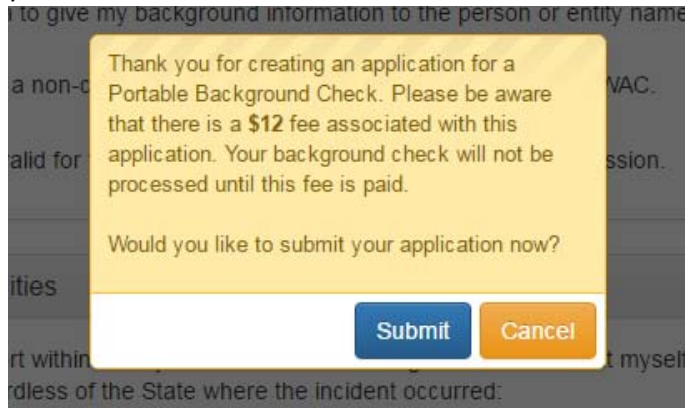 to give my background information to the person or entity name
a non-
WAC.
Thank you for creating an application for a
Portable Background Check. Please be aware
that there is a $12 fee associated with this
application. Your background check will not be
processed until this fee is paid.
Would you like to submit your application now?
alid for
ssion.
Submit
Cancel
ities
rt within
t myself
rdless of the State where the incident occurred: